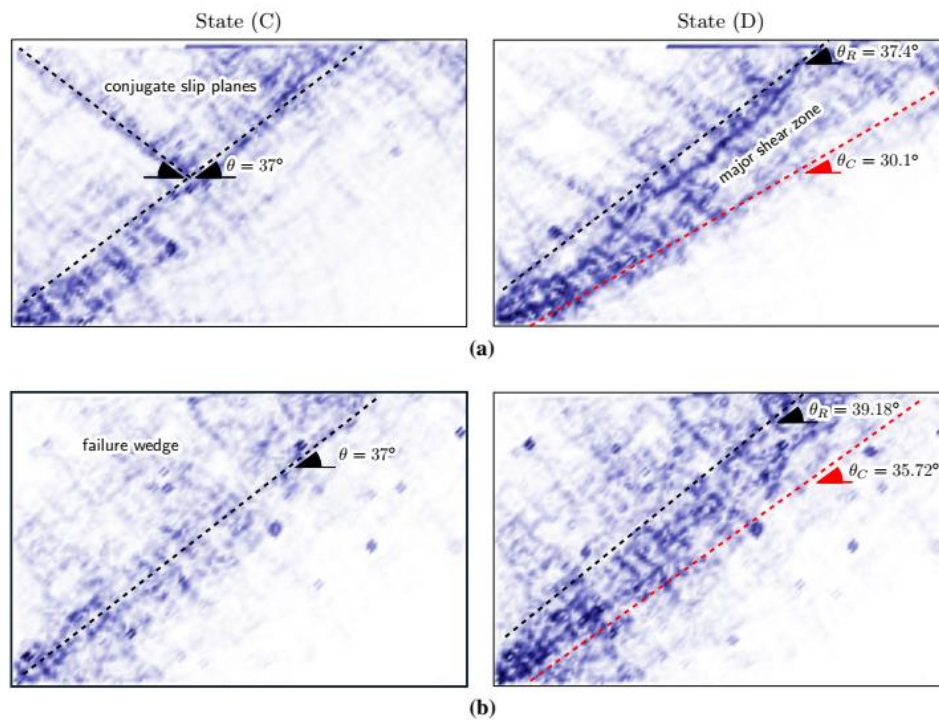 State (C)
State (D)
conjugate slip planes
θ = 37°
θ_R = 37.4°
major shear zone
θ_C = 30.1°
(a)
failure wedge
θ = 37°
θ_R = 39.18°
θ_C = 35.72°
(b)